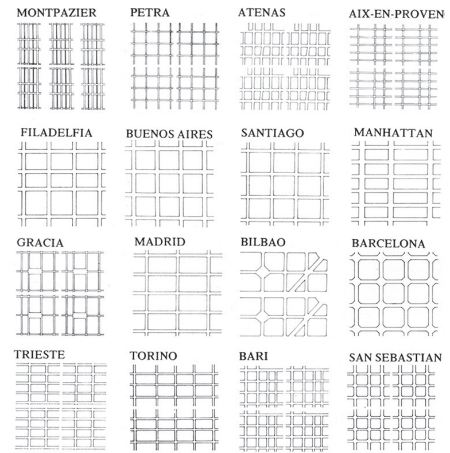 MONTPAZIER
PETRA
ATENAS
AIX-EN-PROVEN
FILADELFIA
BUENOS AIRES
SANTIAGO
MANHATTAN
GRACIA
MADRID
BILBAO
BARCELONA
TRIESTE
TORINO
BARI
SAN SEBASTIAN